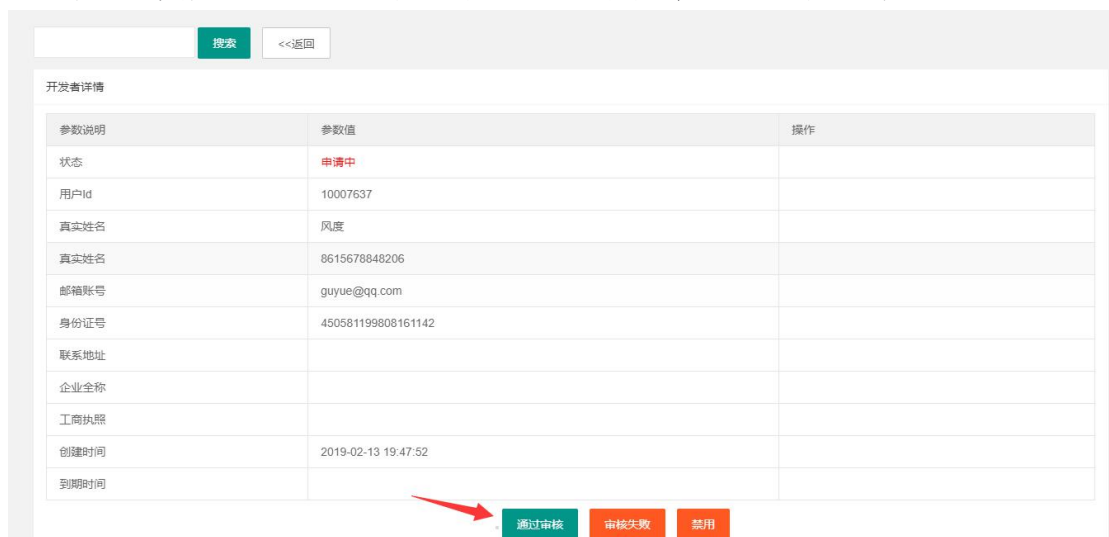 搜索 <<返回
开发者详情
参数说明 参数值 操作
状态 申请中
用户Id 10007637
真实姓名 风度
真实姓名 8615678848206
邮箱账号 guyue@qq.com
身份证号 450581199808161142
联系地址
企业全称
工商执照
创建时间 2019-02-13 19:47:52
到期时间
通过审核 审核失败 禁用